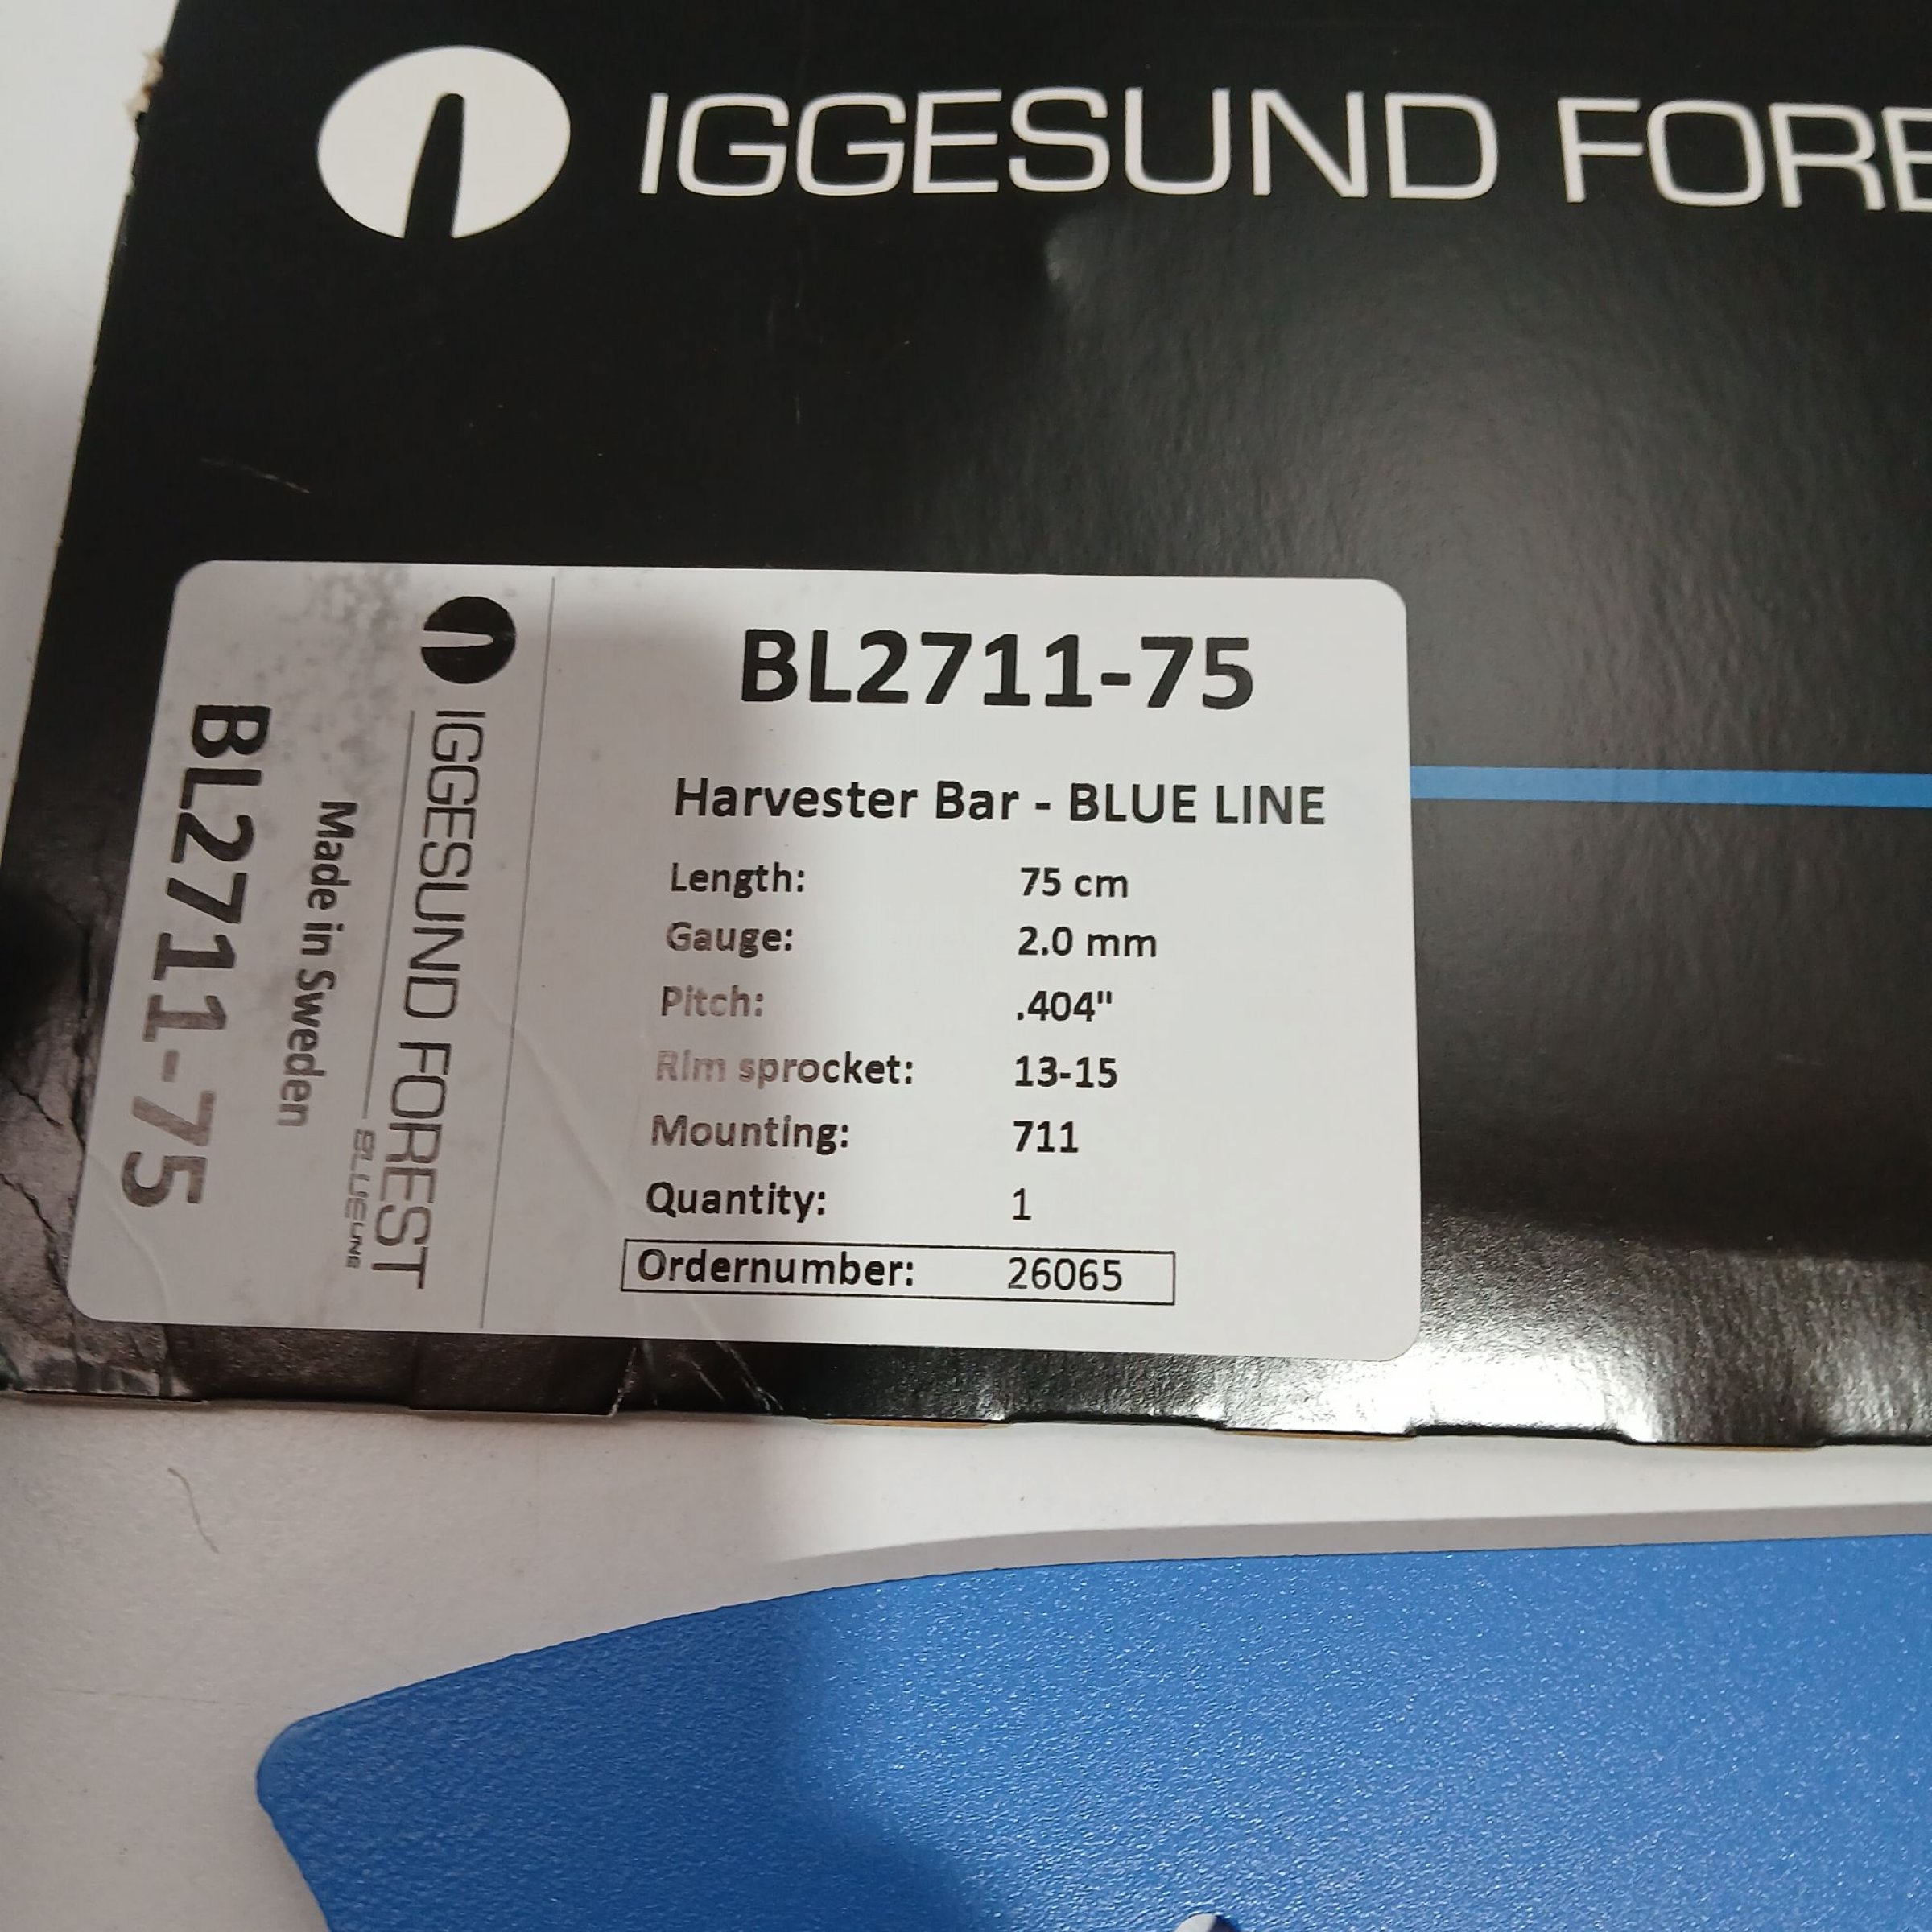 IGGESUND FORE
BL2711-75
Harvester Bar - BLUE LINE
Length: 75 cm
Gauge: 2.0 mm
Pitch: .404"
Rim sprocket: 13-15
Mounting: 711
Quantity: 1
Ordernumber: 26065
IGGESUND FOREST
BLUELINE
Made in Sweden
BL2711-75